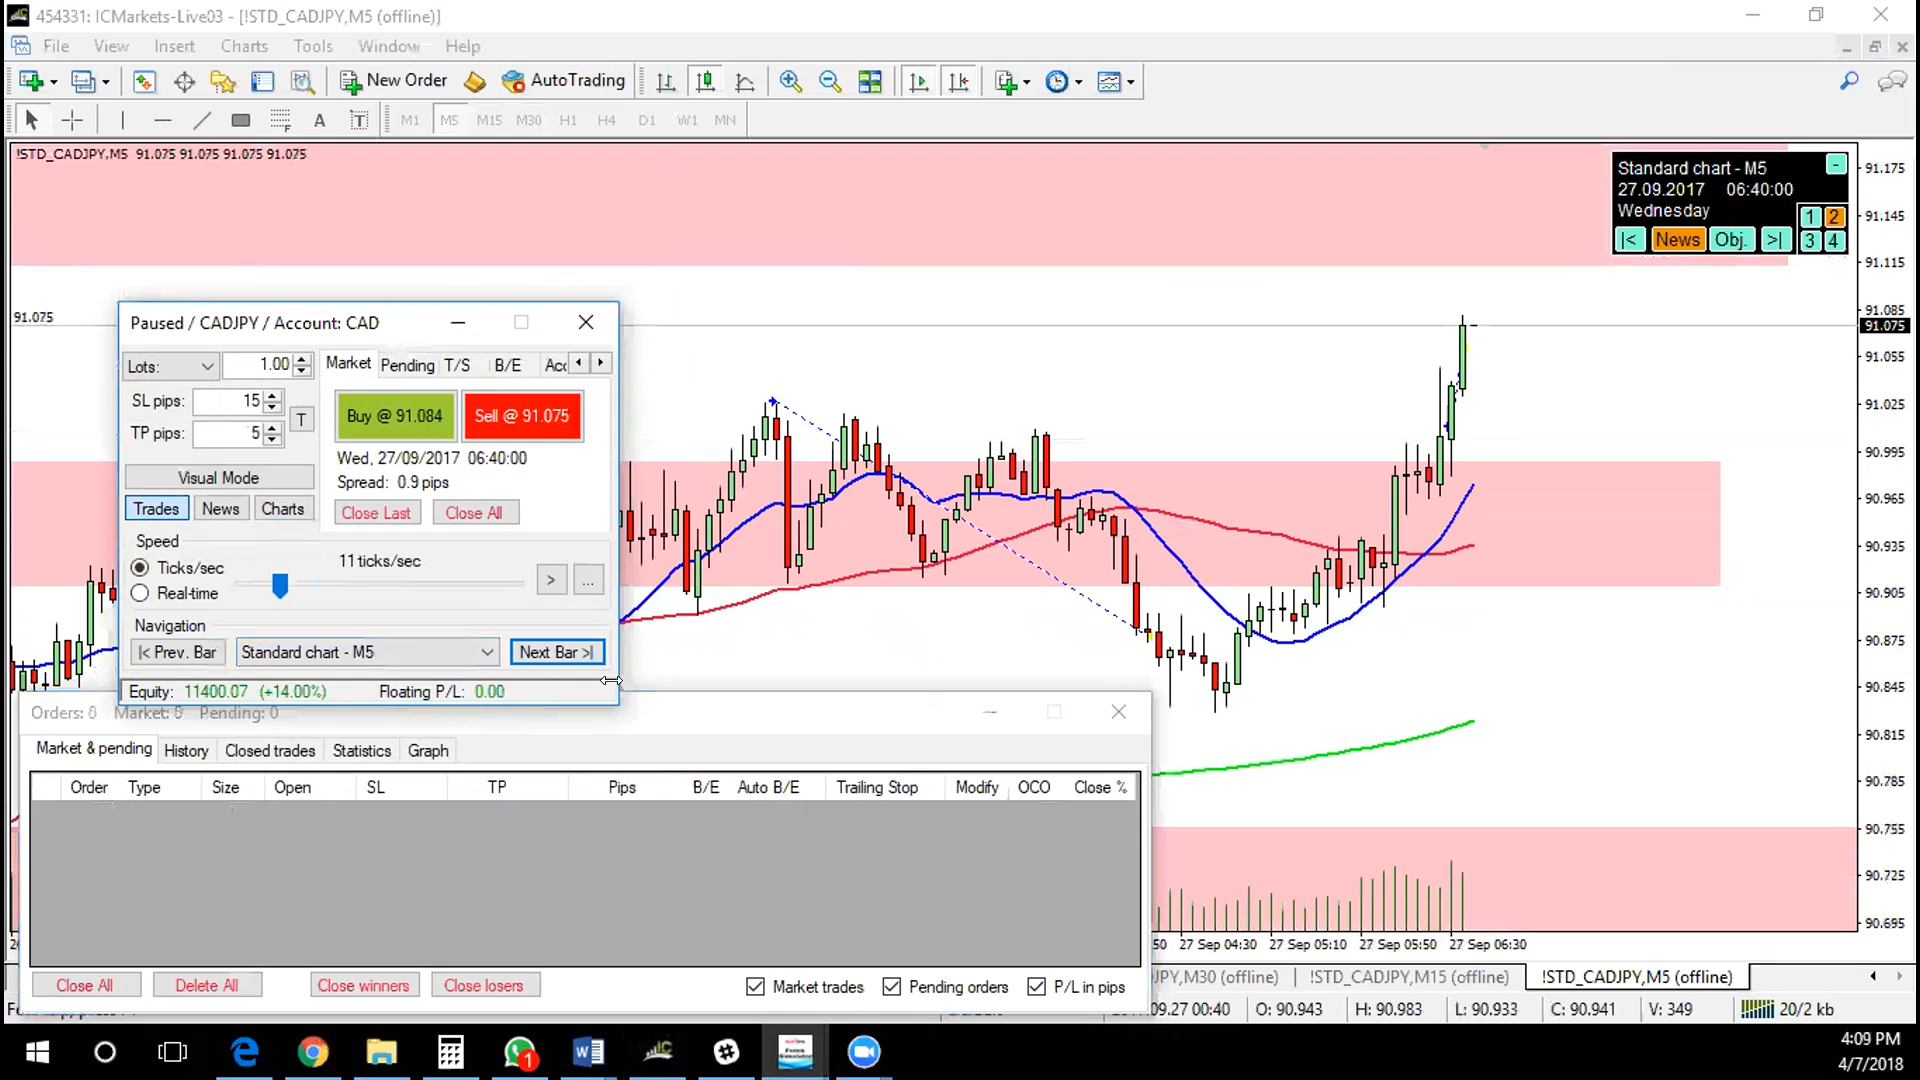 454331: ICMarkets-Live03 - [!STD_CADJPY,M5 (offline)]
File View Insert Charts Tools Window Help
New Order AutoTrading
A T M1 M5 M15 M30 H1 H4 D1 W1 MN
!STD_CADJPY,M5 91.075 91.075 91.075 91.075
Standard chart - M5 -
27.09.2017 06:40:00
Wednesday 1 2
|< News Obj. >| 3 4
91.175
91.145
91.115
91.085
91.075
91.055
91.025
90.995
90.965
90.935
90.905
90.875
90.845
90.815
90.785
90.755
90.725
90.695
91.075
Paused / CADJPY / Account: CAD
Lots: 1.00 Market Pending T/S B/E Acc
SL pips: 15
TP pips: 5 T
Buy @ 91.084 Sell @ 91.075
Wed, 27/09/2017 06:40:00
Visual Mode Spread: 0.9 pips
Trades News Charts Close Last Close All
Speed
Ticks/sec 11 ticks/sec > ...
Real-time
Navigation
|< Prev. Bar Standard chart - M5 Next Bar >|
Equity: 11400.07 (+14.00%) Floating P/L: 0.00
Orders: 0 Market: 0 Pending: 0
Market & pending History Closed trades Statistics Graph
Order Type Size Open SL TP Pips B/E Auto B/E Trailing Stop Modify OCO Close %
Close All Delete All Close winners Close losers Market trades Pending orders P/L in pips
27 Sep 04:30 27 Sep 05:10 27 Sep 05:50 27 Sep 06:30
JPY,M30 (offline) !STD_CADJPY,M15 (offline) !STD_CADJPY,M5 (offline)
09.27 00:40 O: 90.943 H: 90.983 L: 90.933 C: 90.941 V: 349 20/2 kb
1
4:09 PM
4/7/2018